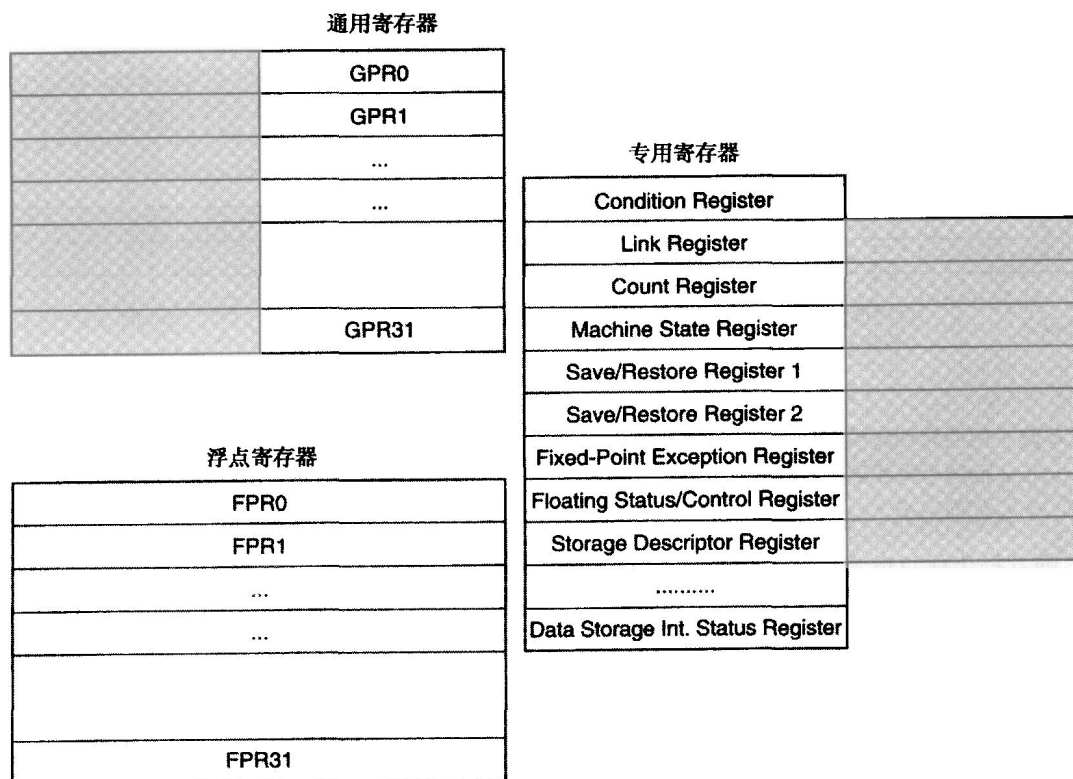 通用寄存器
GPR0
GPR1
...
...
GPR31
专用寄存器
Condition Register
Link Register
Count Register
Machine State Register
Save/Restore Register 1
Save/Restore Register 2
Fixed-Point Exception Register
Floating Status/Control Register
Storage Descriptor Register
..........
Data Storage Int. Status Register
浮点寄存器
FPR0
FPR1
...
...
FPR31